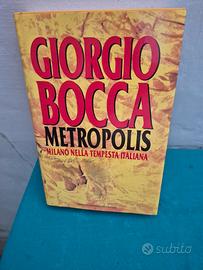 GIORGIO
BOCCA
METROPOLIS
MILANO NELLA TEMPESTA ITALIANA
subito